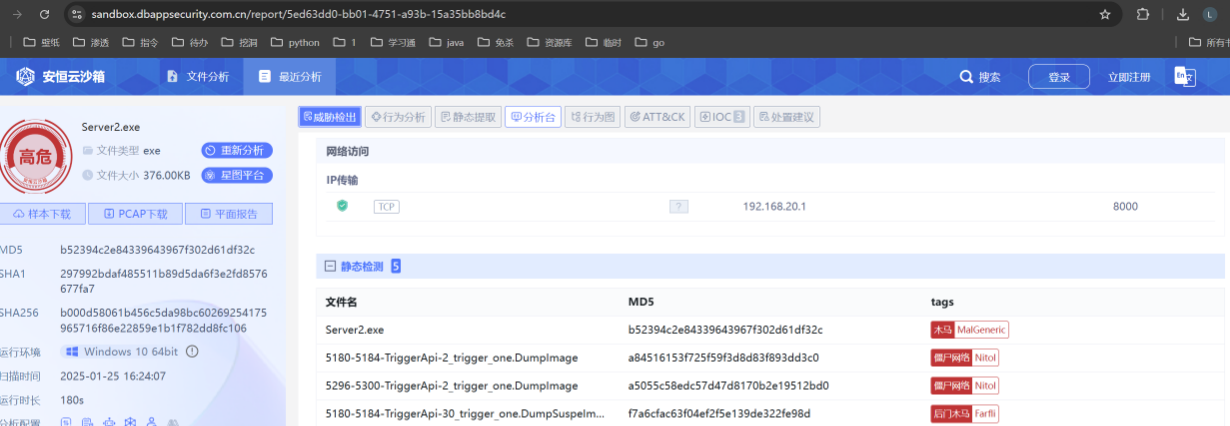 sandbox.dbappsecurity.com.cn/report/5ed63dd0-bb01-4751-a93b-15a35bb8bd4c
L
壁纸 渗透 指令 待办 挖洞 python 1 学习通 java 免杀 资源库 临时 go 所有书
安恒云沙箱 文件分析 最近分析 搜索 登录 立即注册 En 文
威胁检出 行为分析 静态提取 分析台 行为图 ATT&CK IOC 3 处置建议
高危
安恒云沙箱
Server2.exe
文件类型 exe 重新分析
文件大小 376.00KB 星图平台
样本下载 PCAP下载 平面报告
MD5 b52394c2e84339643967f302d61df32c
SHA1 297992bdaf485511b89d5da6f3e2fd8576
677fa7
SHA256 b000d58061b456c5da98bc60269254175
965716f86e22859e1b1f782dd8fc106
运行环境 Windows 10 64bit
扫描时间 2025-01-25 16:24:07
运行时长 180s
分析配置
网络访问
IP传输
TCP ? 192.168.20.1 8000
静态检测 5
文件名 MD5 tags
Server2.exe b52394c2e84339643967f302d61df32c 木马 MalGeneric
5180-5184-TriggerApi-2_trigger_one.DumpImage a84516153f725f59f3d8d83f893dd3c0 僵尸网络 Nitol
5296-5300-TriggerApi-2_trigger_one.DumpImage a5055c58edc57d47d8170b2e19512bd0 僵尸网络 Nitol
5180-5184-TriggerApi-30_trigger_one.DumpSuspeIm... f7a6cfac63f04ef2f5e139de322fe98d 后门木马 Farfli